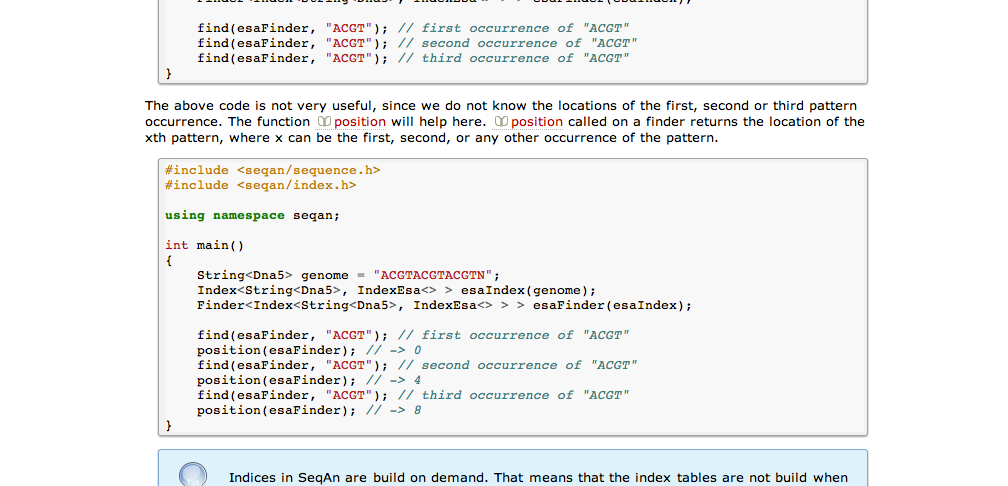 find(esaFinder, "ACGT"); // first occurrence of "ACGT"
find(esaFinder, "ACGT"); // second occurrence of "ACGT"
find(esaFinder, "ACGT"); // third occurrence of "ACGT"
}
The above code is not very useful, since we do not know the locations of the first, second or third pattern
occurrence. The function position will help here. position called on a finder returns the location of the
xth pattern, where x can be the first, second, or any other occurrence of the pattern.
#include <seqan/sequence.h>
#include <seqan/index.h>
using namespace seqan;
int main()
{
String<Dna5> genome = "ACGTACGTACGTN";
Index<String<Dna5>, IndexEsa<> > esaIndex(genome);
Finder<Index<String<Dna5>, IndexEsa<> > > esaFinder(esaIndex);
find(esaFinder, "ACGT"); // first occurrence of "ACGT"
position(esaFinder); // -> 0
find(esaFinder, "ACGT"); // second occurrence of "ACGT"
position(esaFinder); // -> 4
find(esaFinder, "ACGT"); // third occurrence of "ACGT"
position(esaFinder); // -> 8
}
Indices in SeqAn are build on demand. That means that the index tables are not build when